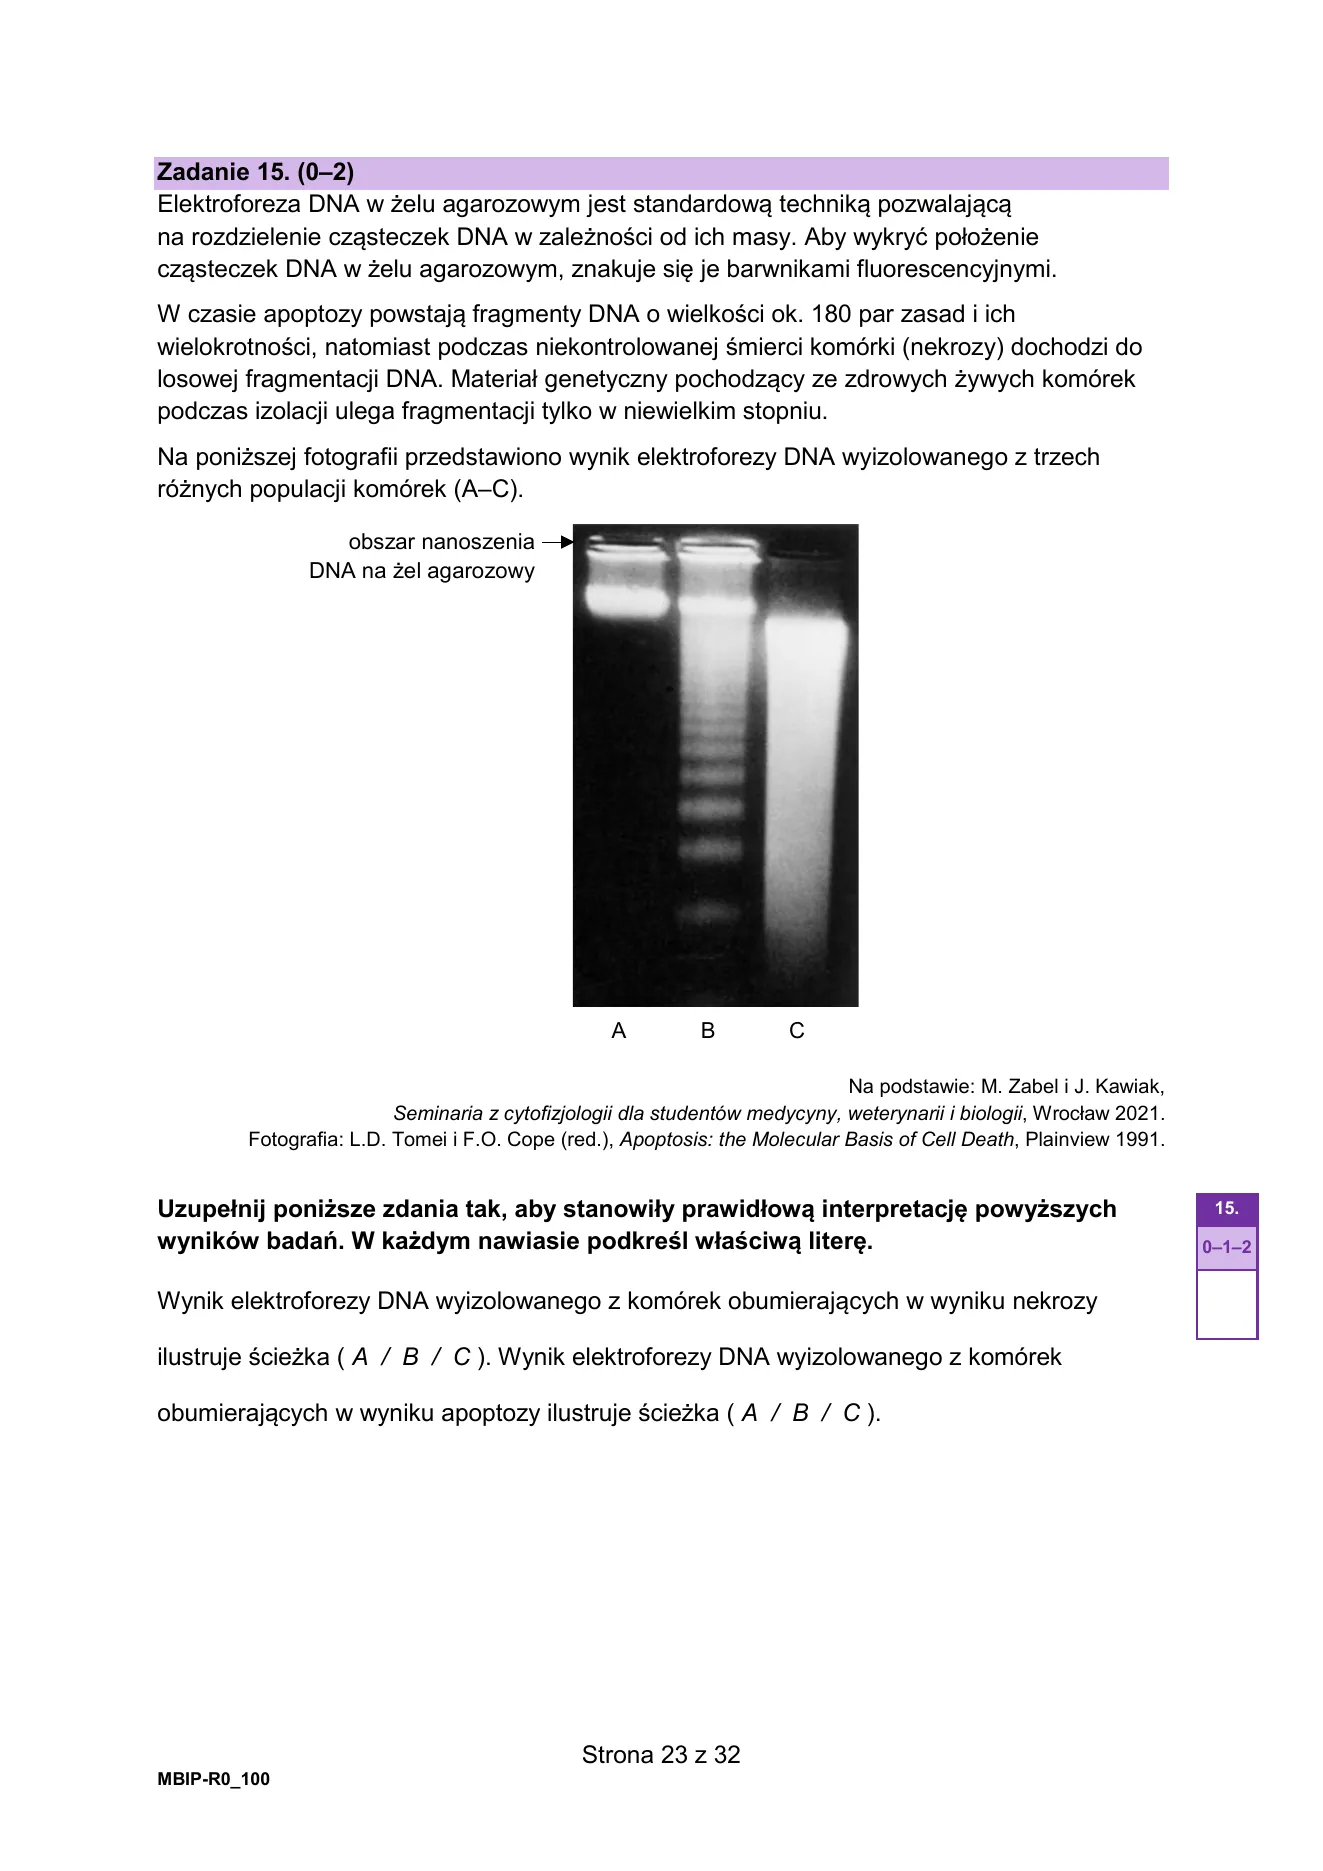 Zadanie 15. (0–2)
Elektroforeza DNA w żelu agarozowym jest standardową techniką pozwalającą
na rozdzielenie cząsteczek DNA w zależności od ich masy. Aby wykryć położenie
cząsteczek DNA w żelu agarozowym, znakuje się je barwnikami fluorescencyjnymi.
W czasie apoptozy powstają fragmenty DNA o wielkości ok. 180 par zasad i ich
wielokrotności, natomiast podczas niekontrolowanej śmierci komórki (nekrozy) dochodzi do
losowej fragmentacji DNA. Materiał genetyczny pochodzący ze zdrowych żywych komórek
podczas izolacji ulega fragmentacji tylko w niewielkim stopniu.
Na poniższej fotografii przedstawiono wynik elektroforezy DNA wyizolowanego z trzech
różnych populacji komórek (A–C).
obszar nanoszenia
DNA na żel agarozowy
A B C
Na podstawie: M. Zabel i J. Kawiak,
Seminaria z cytofizjologii dla studentów medycyny, weterynarii i biologii, Wrocław 2021.
Fotografia: L.D. Tomei i F.O. Cope (red.), Apoptosis: the Molecular Basis of Cell Death, Plainview 1991.
Uzupełnij poniższe zdania tak, aby stanowiły prawidłową interpretację powyższych
wyników badań. W każdym nawiasie podkreśl właściwą literę.
15.
0–1–2
Wynik elektroforezy DNA wyizolowanego z komórek obumierających w wyniku nekrozy
ilustruje ścieżka ( A / B / C ). Wynik elektroforezy DNA wyizolowanego z komórek
obumierających w wyniku apoptozy ilustruje ścieżka ( A / B / C ).
Strona 23 z 32
MBIP-R0_100